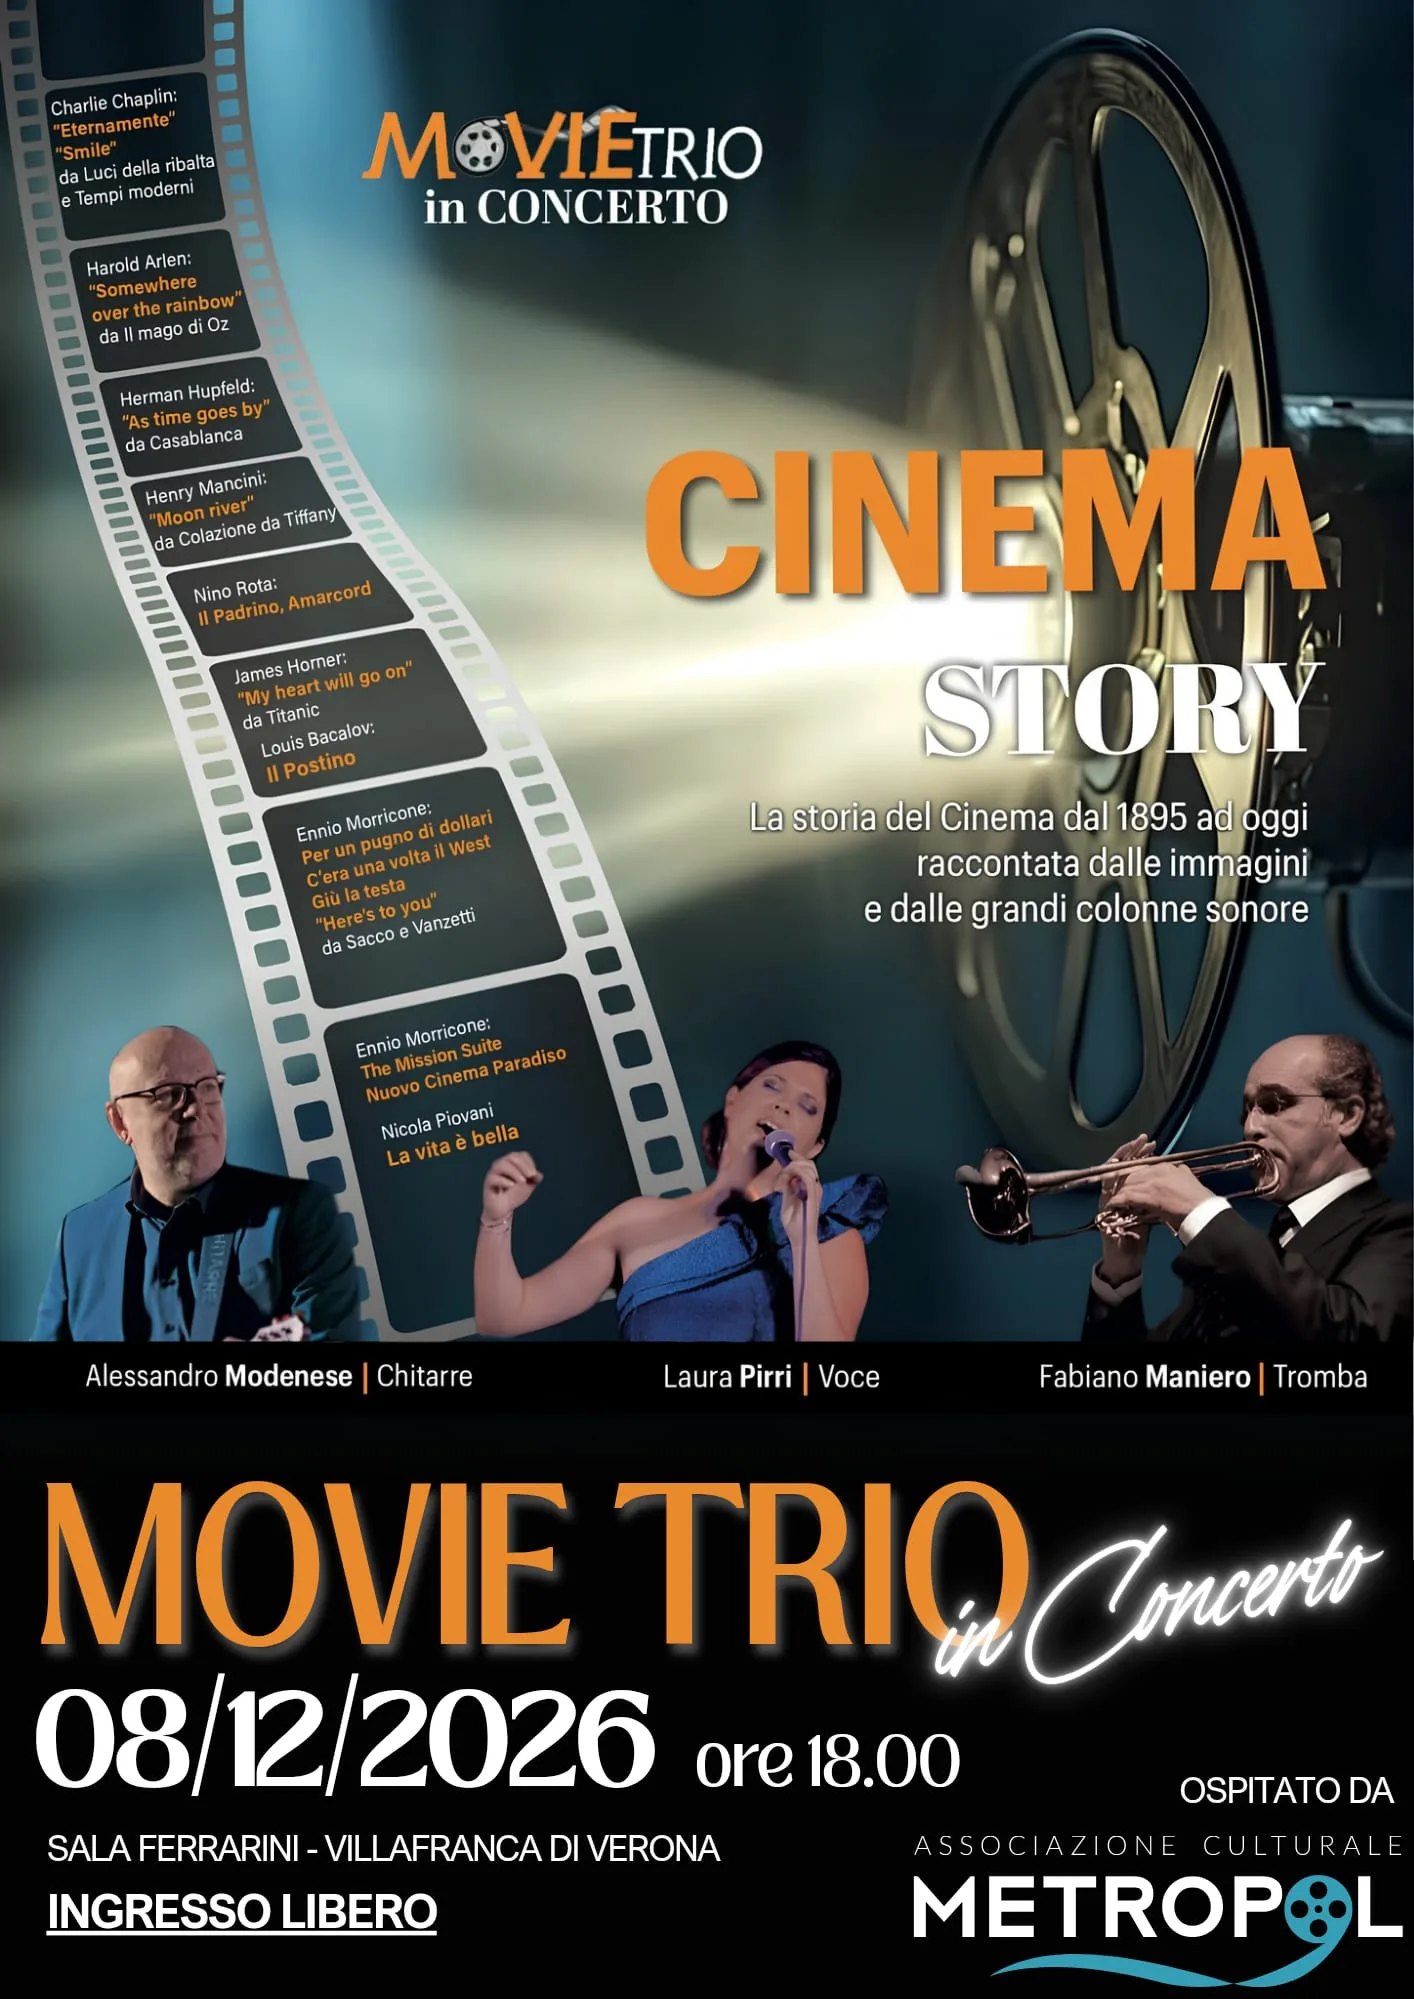 Charlie Chaplin:
"Eternamente"
"Smile"
da Luci della ribalta
e Tempi moderni
Harold Arlen:
"Somewhere
over the rainbow"
da Il mago di Oz
Herman Hupfeld:
"As time goes by"
da Casablanca
Henry Mancini:
"Moon river"
da Colazione da Tiffany
Nino Rota:
Il Padrino, Amarcord
James Horner:
"My heart will go on"
da Titanic
Louis Bacalov:
Il Postino
Ennio Morricone:
Per un pugno di dollari
C'era una volta il West
Giù la testa
"Here's to you"
da Sacco e Vanzetti
Ennio Morricone:
The Mission Suite
Nuovo Cinema Paradiso
Nicola Piovani
La vita è bella
MOVIETRIO
in CONCERTO
CINEMA
STORY
La storia del Cinema dal 1895 ad oggi
raccontata dalle immagini
e dalle grandi colonne sonore
Alessandro Modenese | Chitarre
Laura Pirri | Voce
Fabiano Maniero | Tromba
MOVIE TRIO
in Concerto
08/12/2026 ore 18.00
SALA FERRARINI - VILLAFRANCA DI VERONA
INGRESSO LIBERO
OSPITATO DA
ASSOCIAZIONE CULTURALE
METROPOL